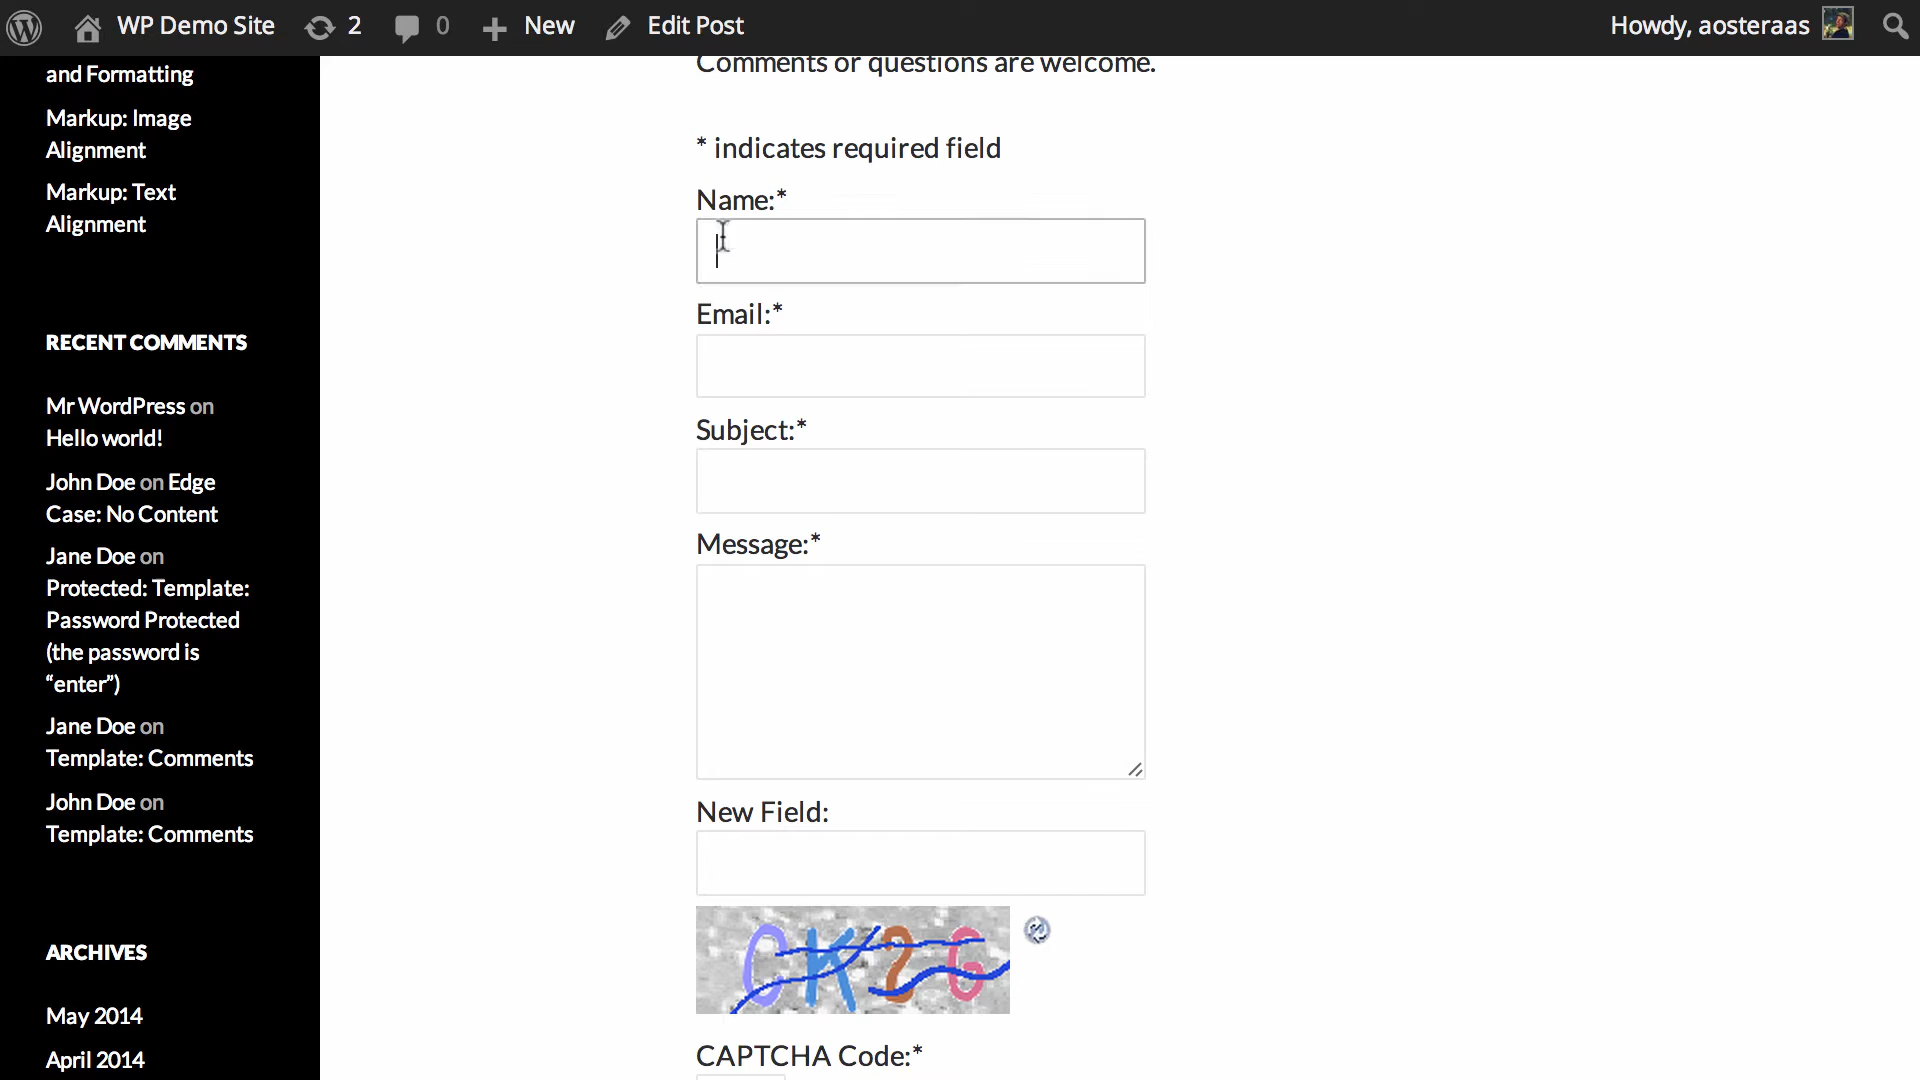 WP Demo Site 2 0 New Edit Post Howdy, aosteraas
and Formatting
Markup: Image
Alignment
Markup: Text
Alignment
RECENT COMMENTS
Mr WordPress on
Hello world!
John Doe on Edge
Case: No Content
Jane Doe on
Protected: Template:
Password Protected
(the password is
“enter”)
Jane Doe on
Template: Comments
John Doe on
Template: Comments
ARCHIVES
May 2014
April 2014
Comments or questions are welcome.
* indicates required field
Name:*
Email:*
Subject:*
Message:*
New Field:
CK2G
CAPTCHA Code:*